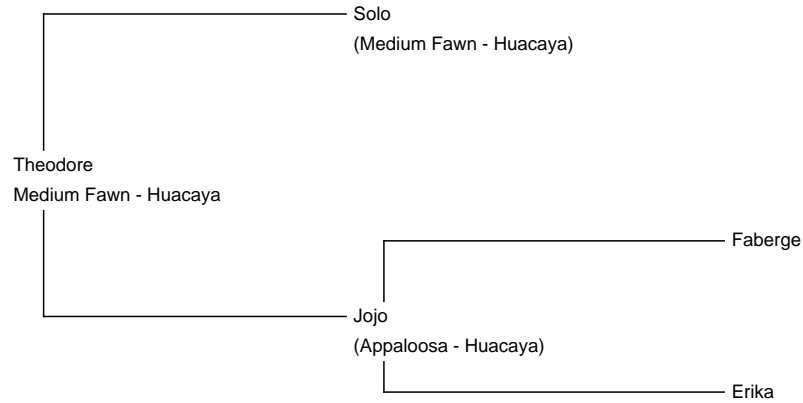 Solo
(Medium Fawn - Huacaya)
Theodore
Medium Fawn - Huacaya
Faberge
Jojo
(Appaloosa - Huacaya)
Erika